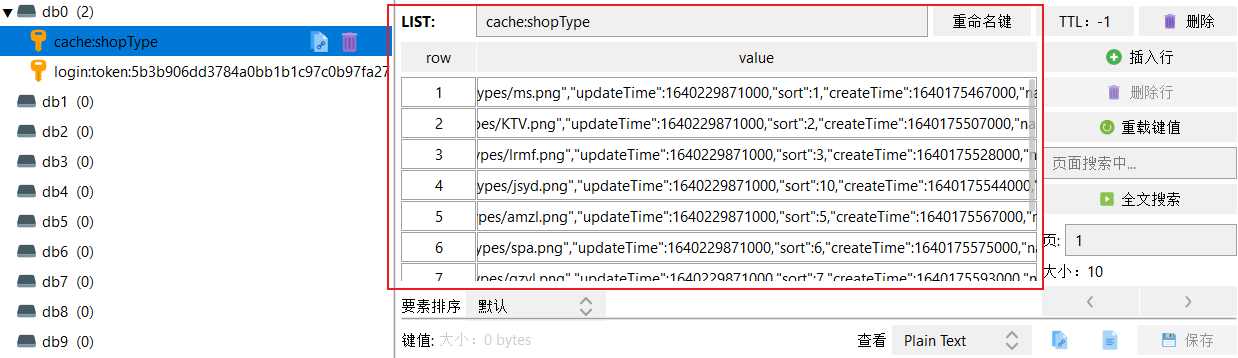 db0 (2)
cache:shopType
login:token:5b3b906dd3784a0bb1b1c97c0b97fa27
db1 (0)
db2 (0)
db3 (0)
db4 (0)
db5 (0)
db6 (0)
db7 (0)
db8 (0)
db9 (0)
LIST: cache:shopType 重命名键 TTL：-1 删除
row value
1 types/ms.png","updateTime":1640229871000,"sort":1,"createTime":1640175467000,"na
2 pes/KTV.png","updateTime":1640229871000,"sort":2,"createTime":1640175507000,"na
3 ypes/lrmf.png","updateTime":1640229871000,"sort":3,"createTime":1640175528000,"n
4 ypes/jsyd.png","updateTime":1640229871000,"sort":10,"createTime":1640175544000,
5 ypes/amzl.png","updateTime":1640229871000,"sort":5,"createTime":1640175567000,"n
6 types/spa.png","updateTime":1640229871000,"sort":6,"createTime":1640175575000,"na
7 ypes/qzyl.png","updateTime":1640229871000,"sort":7,"createTime":1640175593000,"n
插入行
删除行
重载键值
页面搜索中...
全文搜索
页: 1
大小：10
要素排序 默认
键值: 大小：0 bytes 查看 Plain Text 保存